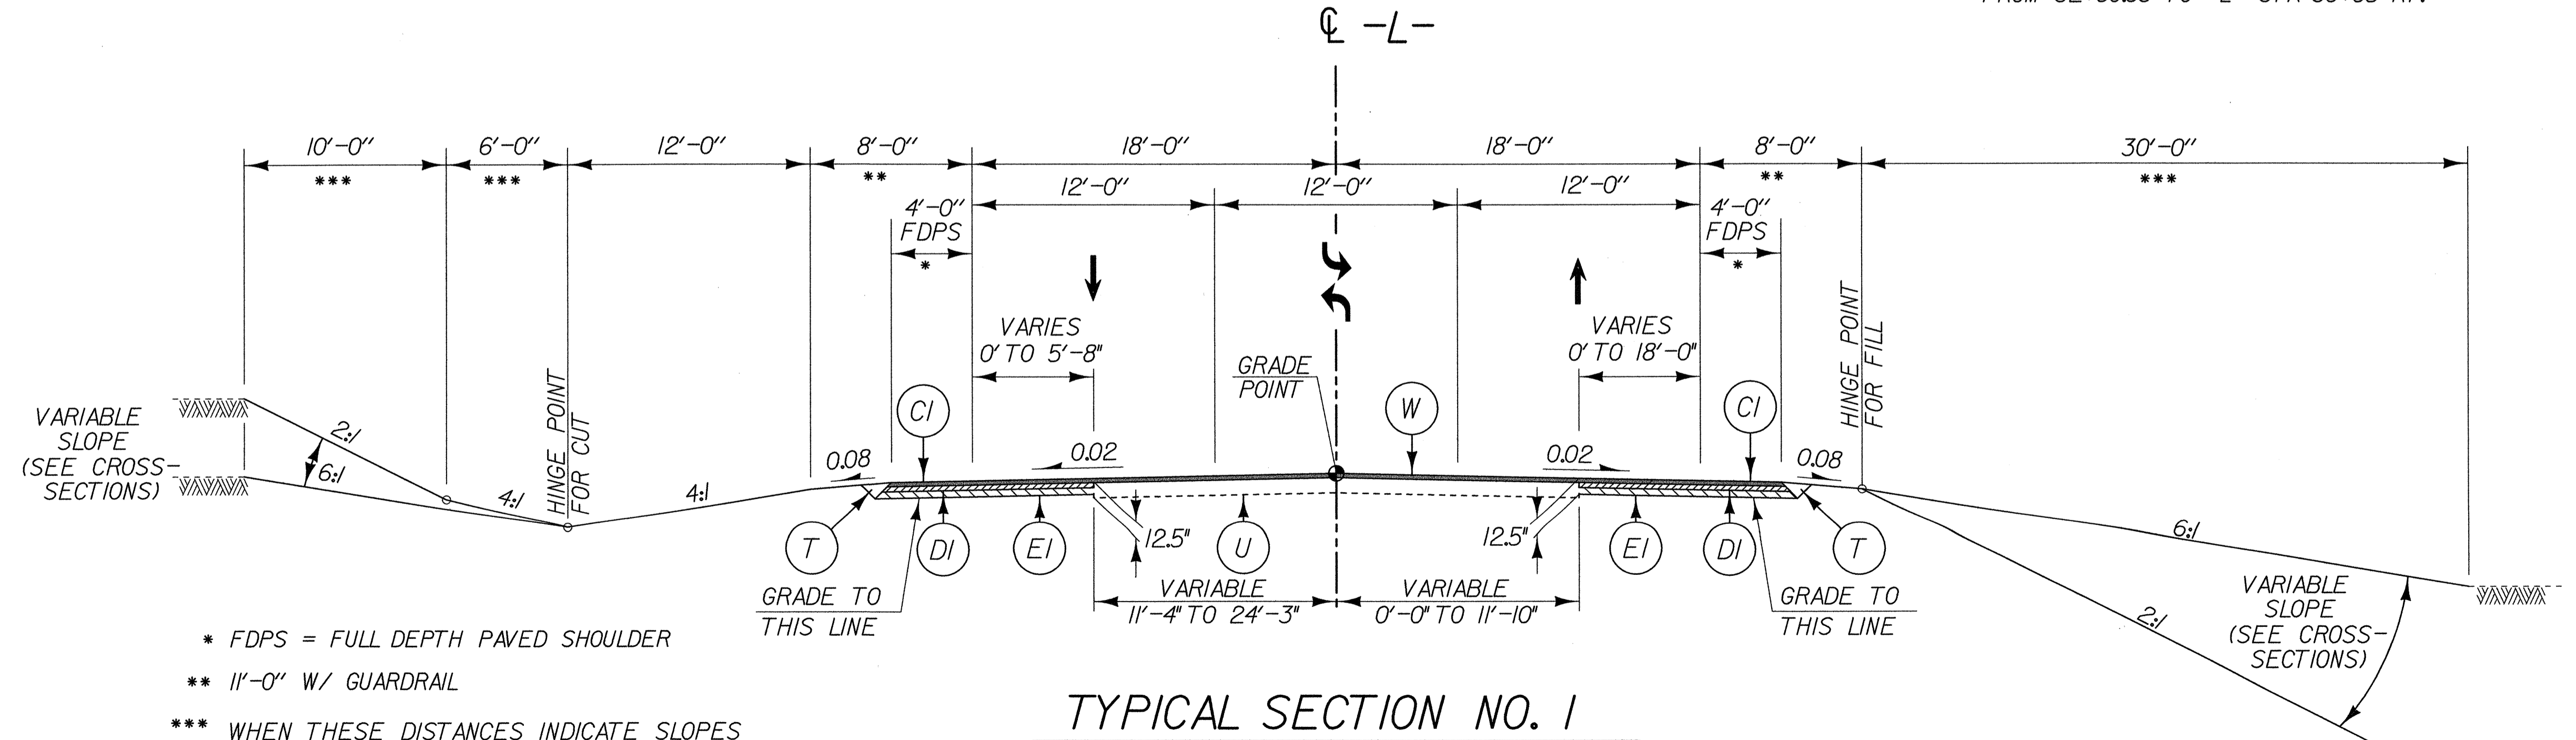 ℄ -L-
10'-0" 6'-0" 12'-0" 8'-0" 18'-0" 18'-0" 8'-0" 30'-0"
*** *** ** ** ***
12'-0" 12'-0" 12'-0"
4'-0" 4'-0"
FDPS FDPS
* *
VARIES
0' TO 5'-8"
VARIES
0' TO 18'-0"
GRADE
POINT
HINGE POINT
FOR CUT
HINGE POINT
FOR FILL
C1 W C1
VARIABLE
SLOPE
(SEE CROSS-
SECTIONS)
2:1
6:1
4:1
4:1
0.08 0.02 0.02 0.08
6:1
2:1
T D1 E1 12.5" U 12.5" E1 D1 T
GRADE TO
THIS LINE
VARIABLE
11'-4" TO 24'-3"
VARIABLE
0'-0" TO 11'-10"
GRADE TO
THIS LINE
VARIABLE
SLOPE
(SEE CROSS-
SECTIONS)
* FDPS = FULL DEPTH PAVED SHOULDER
** 11'-0" W/ GUARDRAIL
*** WHEN THESE DISTANCES INDICATE SLOPES
TYPICAL SECTION NO. 1